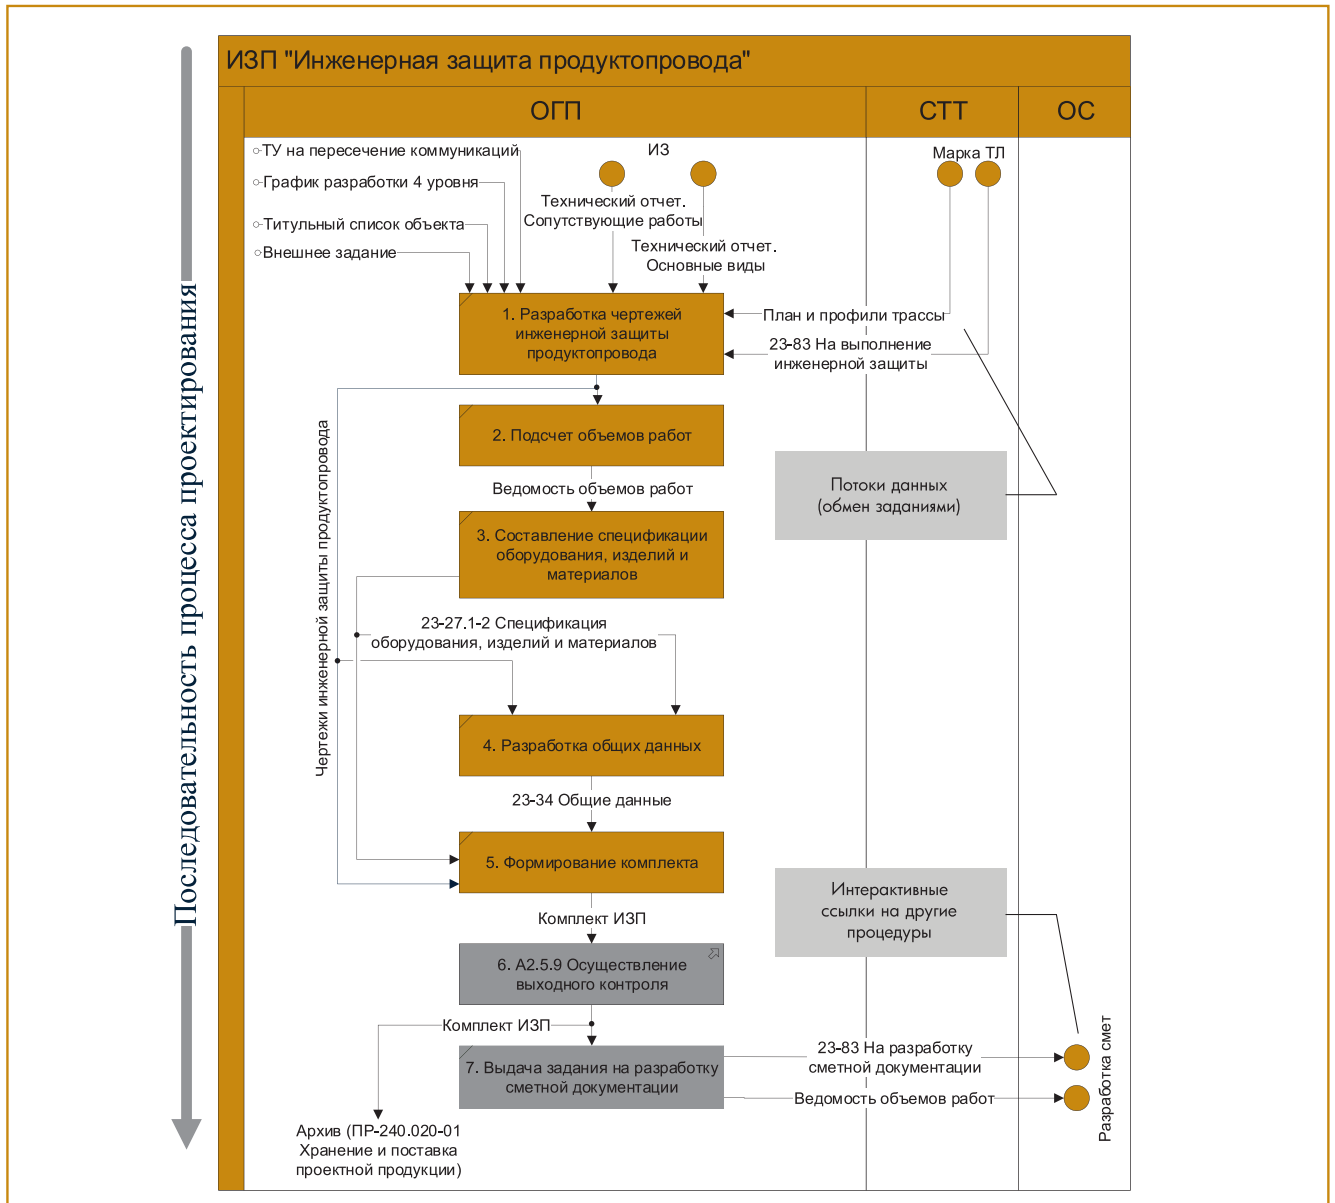 ИЗП "Инженерная защита продуктопровода"
ОГП
СТТ
ОС
ТУ на пересечение коммуникаций
График разработки 4 уровня
Титульный список объекта
Внешнее задание
ИЗ
Технический отчет.
Сопутствующие работы
Технический отчет.
Основные виды
Марка ТЛ
1. Разработка чертежей
инженерной защиты
продуктопровода
План и профили трассы
23-83 На выполнение
инженерной защиты
2. Подсчет объемов работ
Ведомость объемов работ
Потоки данных
(обмен заданиями)
3. Составление спецификации
оборудования, изделий и
материалов
23-27.1-2 Спецификация
оборудования, изделий и материалов
Чертежи инженерной защиты продуктопровода
Последовательность процесса проектирования
4. Разработка общих данных
23-34 Общие данные
5. Формирование комплекта
Комплект ИЗП
Интерактивные
ссылки на другие
процедуры
6. А2.5.9 Осуществление
выходного контроля
Комплект ИЗП
7. Выдача задания на разработку
сметной документации
23-83 На разработку
сметной документации
Ведомость объемов работ
Разработка смет
Архив (ПР-240.020-01
Хранение и поставка
проектной продукции)